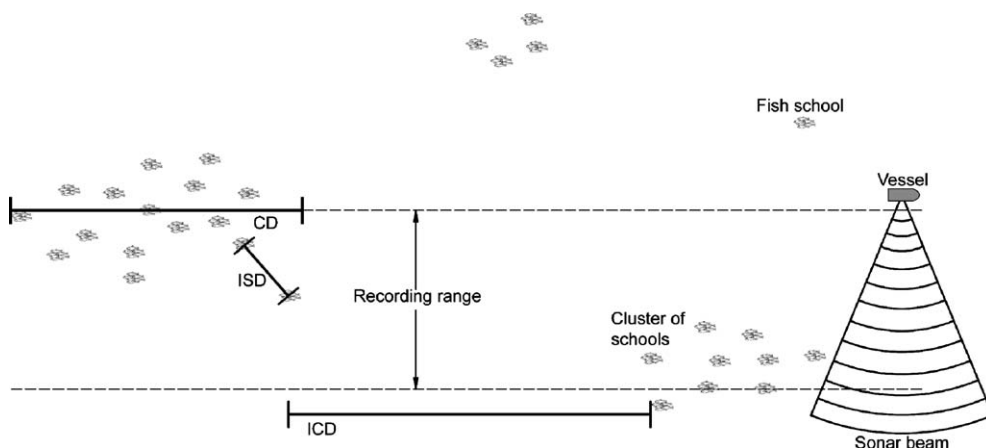 Fish school
Vessel
CD
ISD
Recording range
Cluster of
schools
ICD
Sonar beam